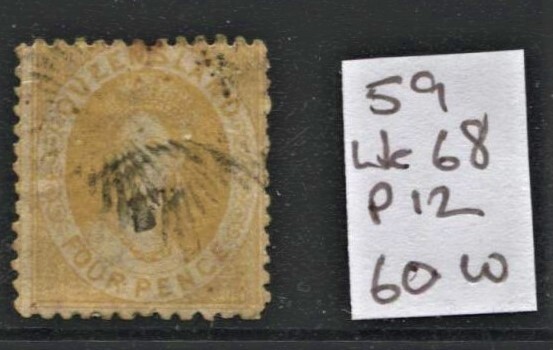 QUEENSLAND
FOUR PENCE
59
wk 68
P 12
60 w